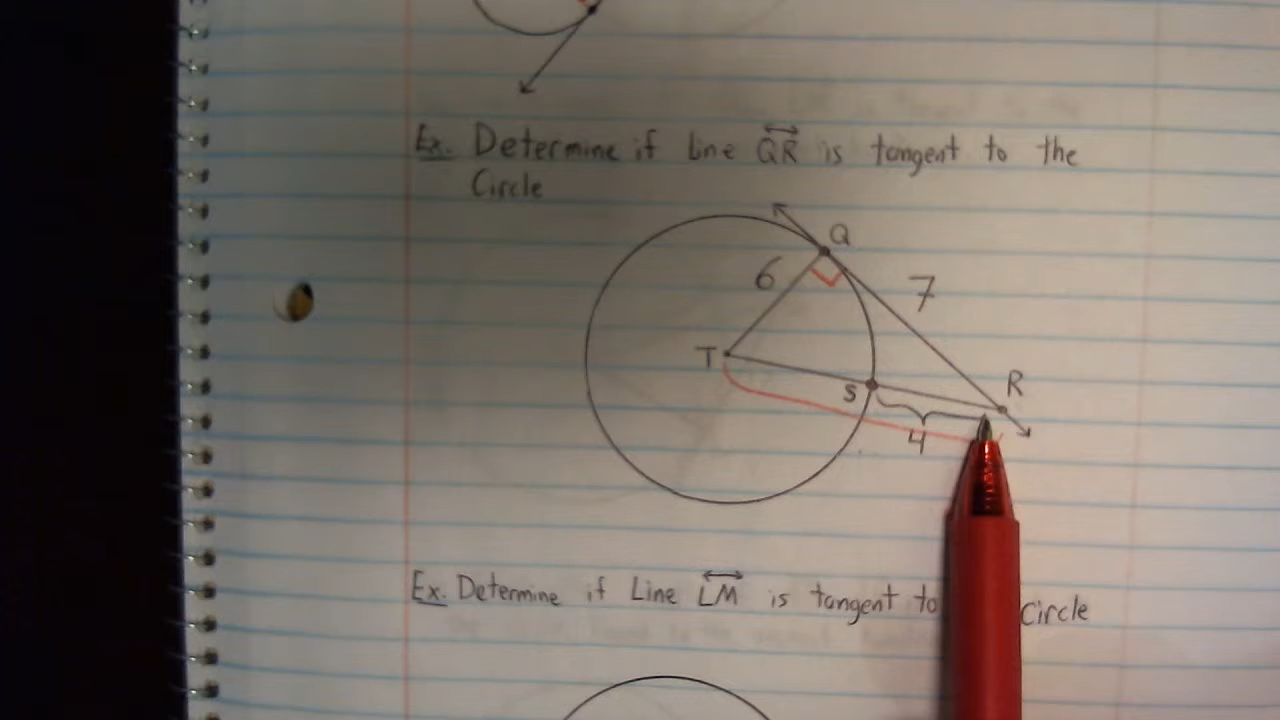 Ex. Determine if line QR is tangent to the
Circle
Q
6
7
T
S
R
4
Ex. Determine if Line LM is tangent to
Circle